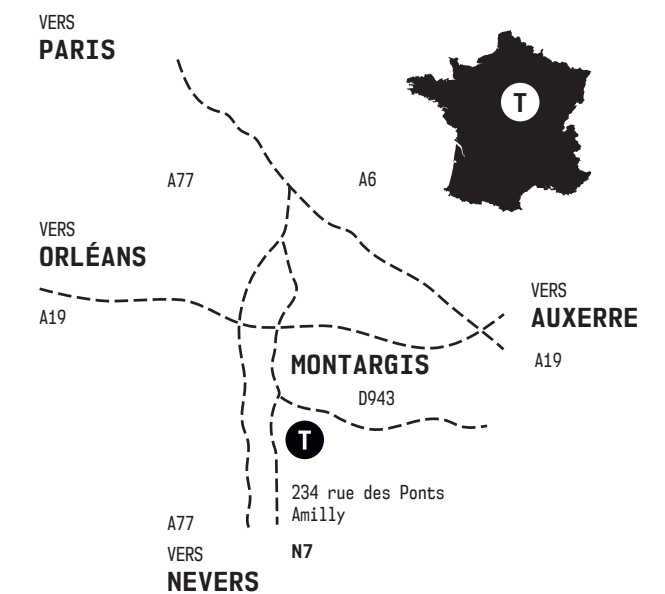 VERS
PARIS
T
A77
A6
VERS
ORLÉANS
A19
VERS
AUXERRE
A19
MONTARGIS
D943
T
234 rue des Ponts
Amilly
A77
N7
VERS
NEVERS